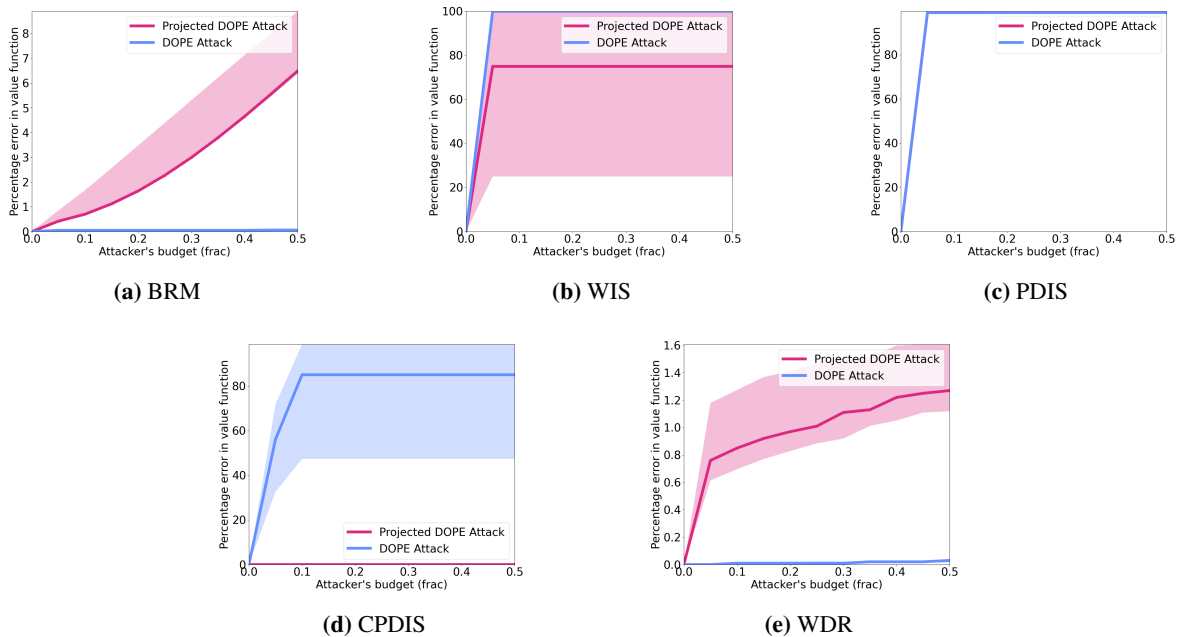 Percentage error in value function
8
7
6
5
4
3
2
1
0
Projected DOPE Attack
DOPE Attack
0.0 0.1 0.2 0.3 0.4 0.5
Attacker's budget (frac)
(a) BRM
Percentage error in value function
100
80
60
40
20
0
Projected DOPE Attack
DOPE Attack
0.0 0.1 0.2 0.3 0.4 0.5
Attacker's budget (frac)
(b) WIS
Percentage error in value function
80
60
40
20
0
Projected DOPE Attack
DOPE Attack
0.0 0.1 0.2 0.3 0.4 0.5
Attacker's budget (frac)
(c) PDIS
Percentage error in value function
80
60
40
20
0
Projected DOPE Attack
DOPE Attack
0.0 0.1 0.2 0.3 0.4 0.5
Attacker's budget (frac)
(d) CPDIS
Percentage error in value function
1.6
1.4
1.2
1.0
0.8
0.6
0.4
0.2
0.0
Projected DOPE Attack
DOPE Attack
0.0 0.1 0.2 0.3 0.4 0.5
Attacker's budget (frac)
(e) WDR